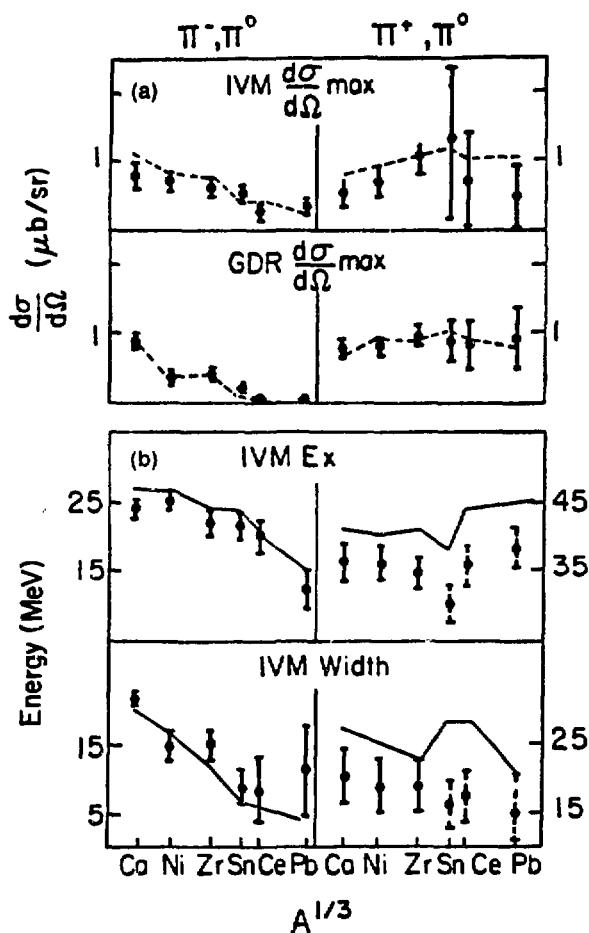 π⁻, π⁰ π⁺, π⁰
(a) IVM dσ/dΩ max
1 1
GDR dσ/dΩ max
1 1
dσ/dΩ (μb/sr)
(b) IVM Ex
25 45
15 35
IVM Width
15 25
5 15
Energy (MeV)
Ca Ni Zr Sn Ce Pb Ca Ni Zr Sn Ce Pb
A^1/3